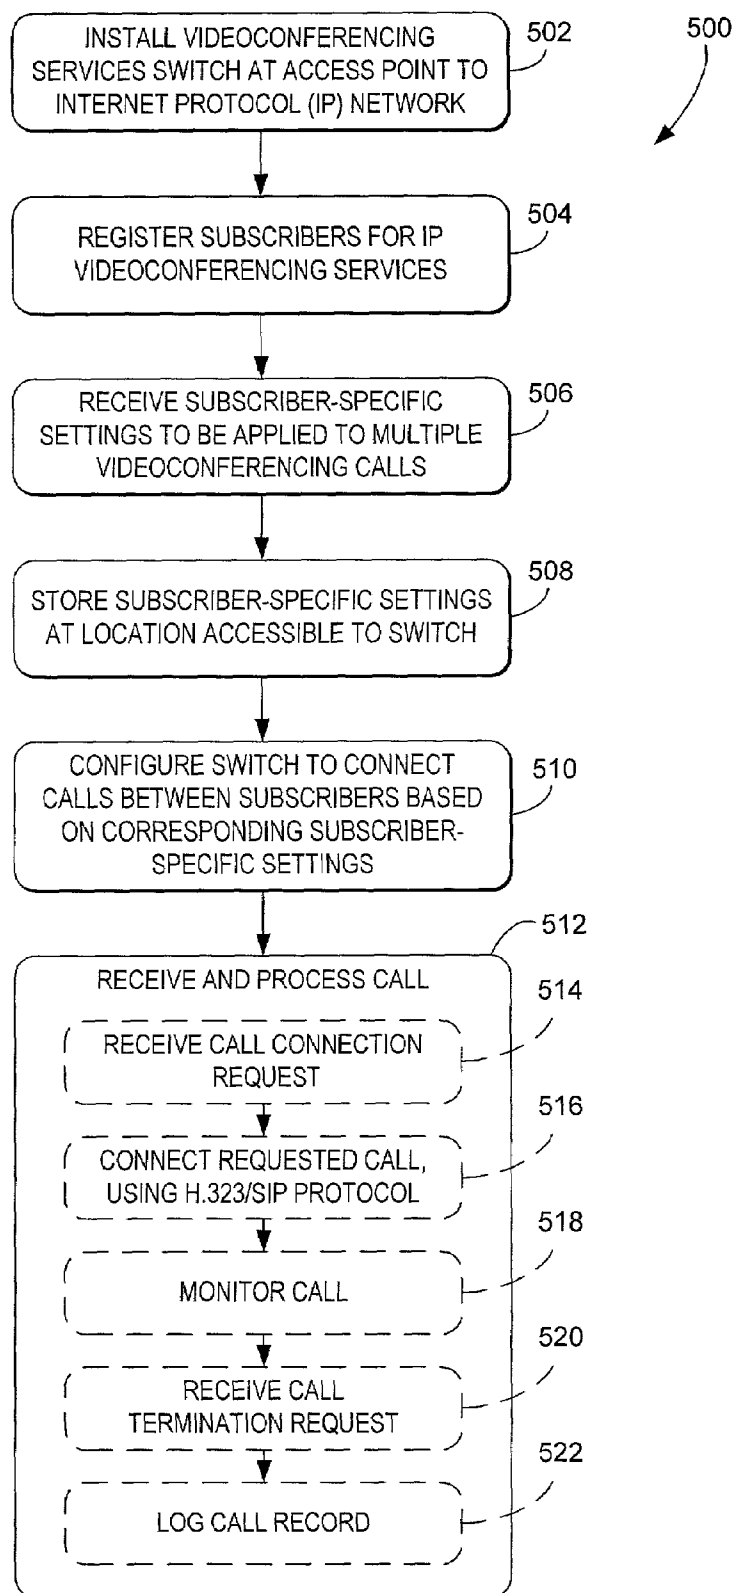 500
INSTALL VIDEOCONFERENCING
SERVICES SWITCH AT ACCESS POINT TO
INTERNET PROTOCOL (IP) NETWORK
502
REGISTER SUBSCRIBERS FOR IP
VIDEOCONFERENCING SERVICES
504
RECEIVE SUBSCRIBER-SPECIFIC
SETTINGS TO BE APPLIED TO MULTIPLE
VIDEOCONFERENCING CALLS
506
STORE SUBSCRIBER-SPECIFIC SETTINGS
AT LOCATION ACCESSIBLE TO SWITCH
508
CONFIGURE SWITCH TO CONNECT
CALLS BETWEEN SUBSCRIBERS BASED
ON CORRESPONDING SUBSCRIBER-
SPECIFIC SETTINGS
510
512
RECEIVE AND PROCESS CALL
RECEIVE CALL CONNECTION
REQUEST
514
CONNECT REQUESTED CALL,
USING H.323/SIP PROTOCOL
516
MONITOR CALL
518
RECEIVE CALL
TERMINATION REQUEST
520
LOG CALL RECORD
522